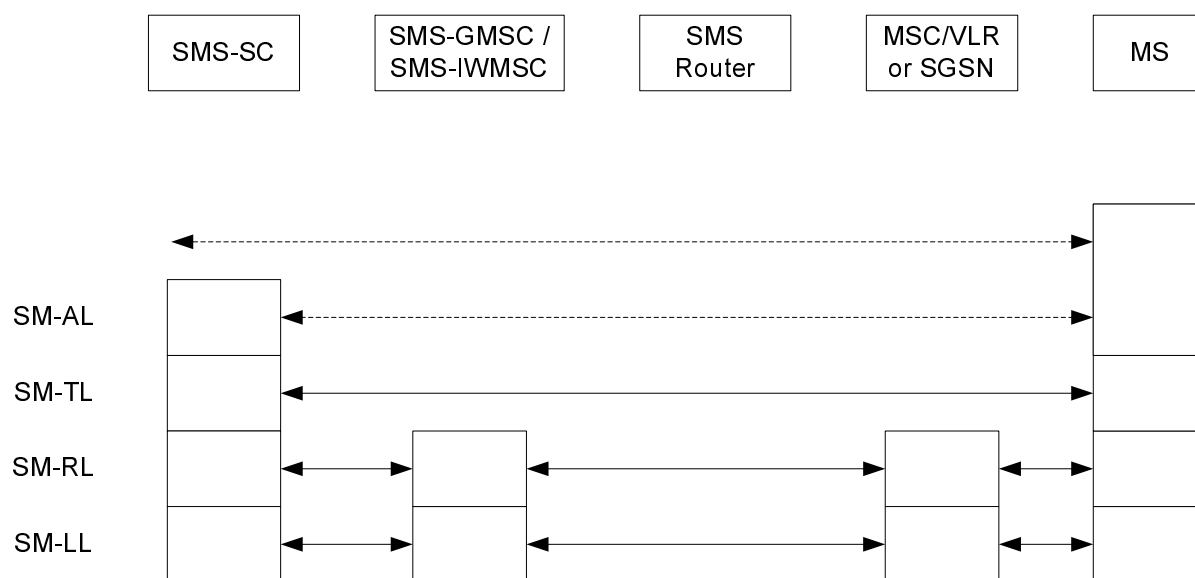 SMS-SC
SMS-GMSC /
SMS-IWMSC
SMS
Router
MSC/VLR
or SGSN
MS
SM-AL
SM-TL
SM-RL
SM-LL